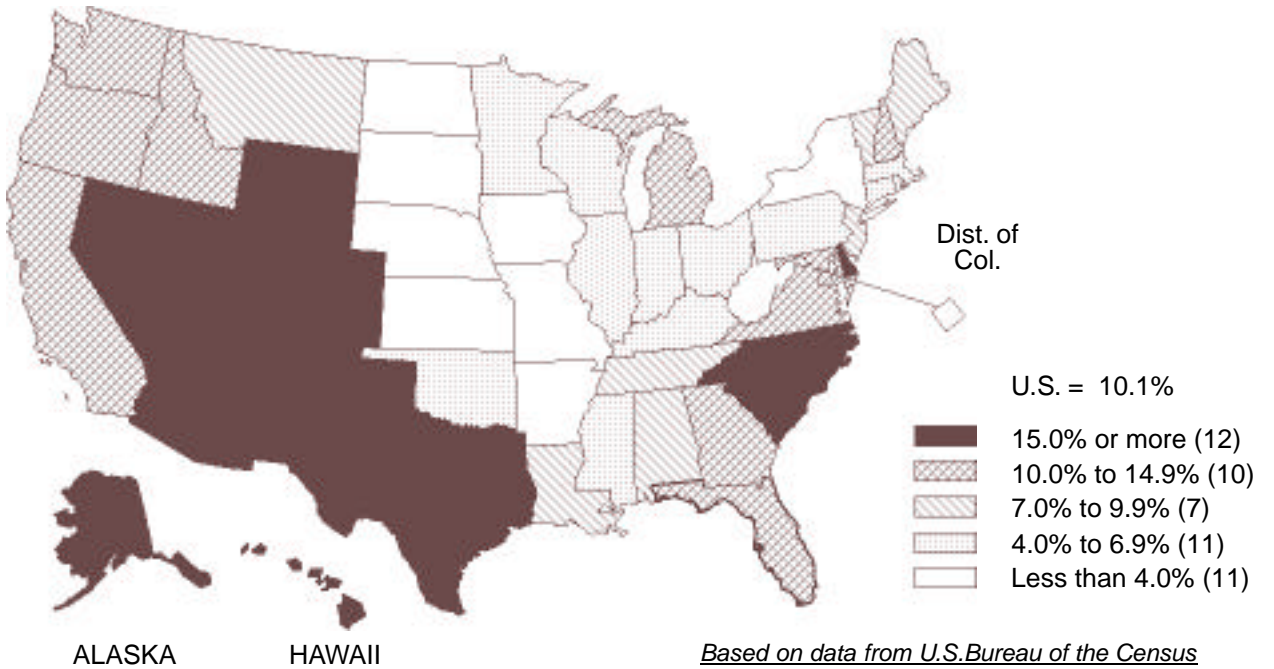 Dist. of
Col.
U.S. = 10.1%
15.0% or more (12)
10.0% to 14.9% (10)
7.0% to 9.9% (7)
4.0% to 6.9% (11)
Less than 4.0% (11)
ALASKA
HAWAII
Based on data from U.S.Bureau of the Census